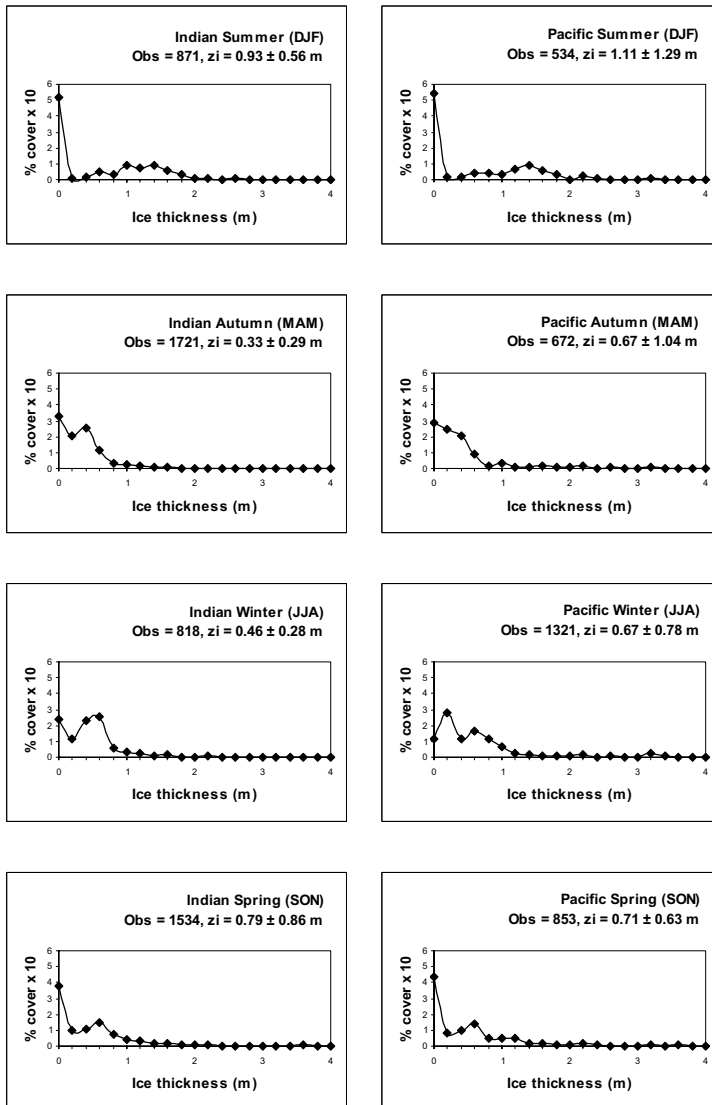 Indian Summer (DJF)
Obs = 871, zi = 0.93 ± 0.56 m
6
5
4
3
2
1
0
% cover x 10
0 1 2 3 4
Ice thickness (m)
Pacific Summer (DJF)
Obs = 534, zi = 1.11 ± 1.29 m
6
5
4
3
2
1
0
% cover x 10
0 1 2 3 4
Ice thickness (m)
Indian Autumn (MAM)
Obs = 1721, zi = 0.33 ± 0.29 m
6
5
4
3
2
1
0
% cover x 10
0 1 2 3 4
Ice thickness (m)
Pacific Autumn (MAM)
Obs = 672, zi = 0.67 ± 1.04 m
6
5
4
3
2
1
0
% cover x 10
0 1 2 3 4
Ice thickness (m)
Indian Winter (JJA)
Obs = 818, zi = 0.46 ± 0.28 m
6
5
4
3
2
1
0
% cover x 10
0 1 2 3 4
Ice thickness (m)
Pacific Winter (JJA)
Obs = 1321, zi = 0.67 ± 0.78 m
6
5
4
3
2
1
0
% cover x 10
0 1 2 3 4
Ice thickness (m)
Indian Spring (SON)
Obs = 1534, zi = 0.79 ± 0.86 m
6
5
4
3
2
1
0
% cover x 10
0 1 2 3 4
Ice thickness (m)
Pacific Spring (SON)
Obs = 853, zi = 0.71 ± 0.63 m
6
5
4
3
2
1
0
% cover x 10
0 1 2 3 4
Ice thickness (m)